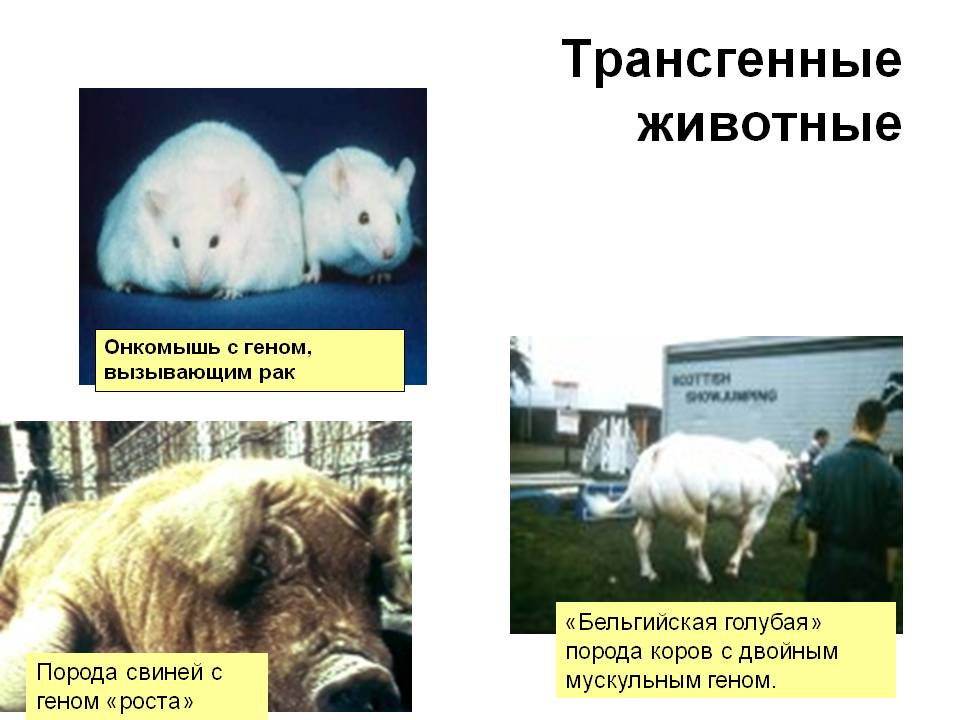 Трансгенные
животные
Онкомышь с геном,
вызывающим рак
SCOTTISH
SHOWJUMPING
«Бельгийская голубая»
порода коров с двойным
мускульным геном.
Порода свиней с
геном «роста»